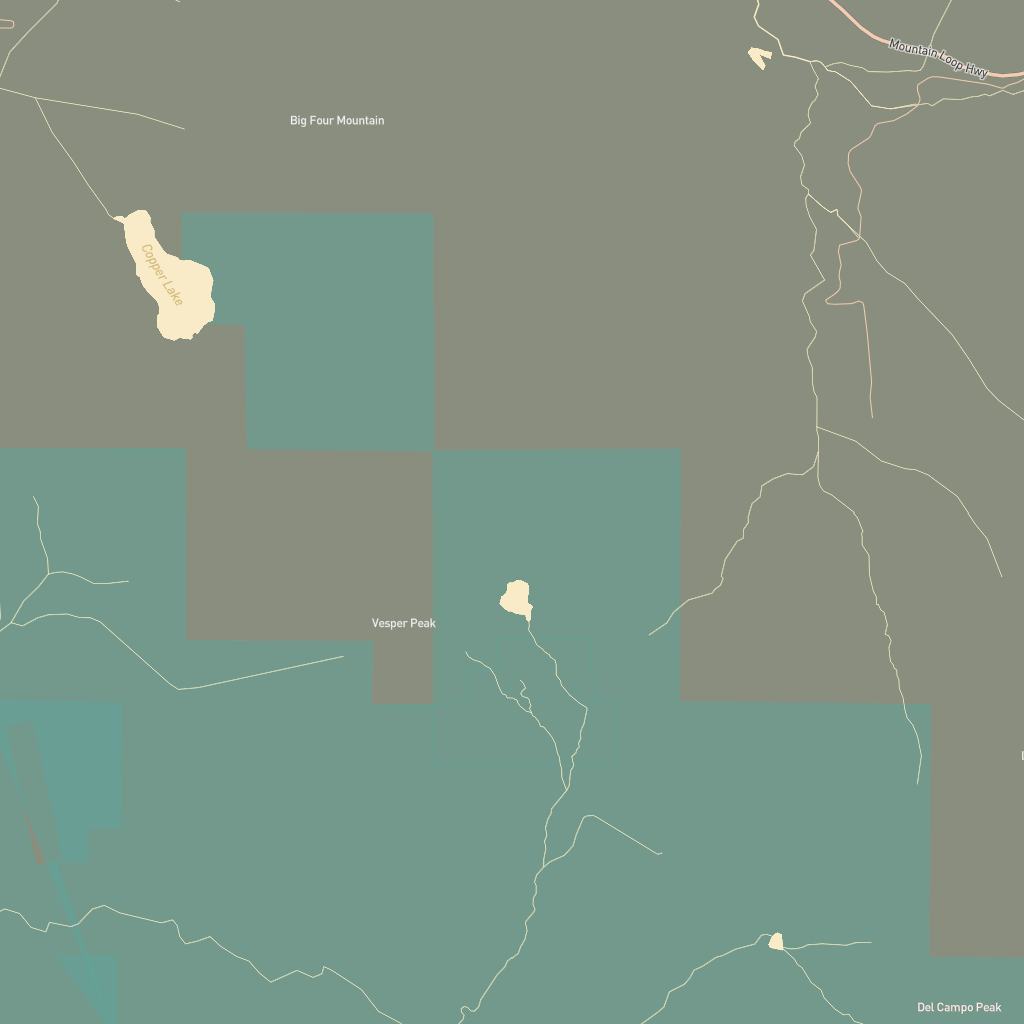 Mountain Loop Hwy
Big Four Mountain
Copper Lake
Vesper Peak
Del Campo Peak